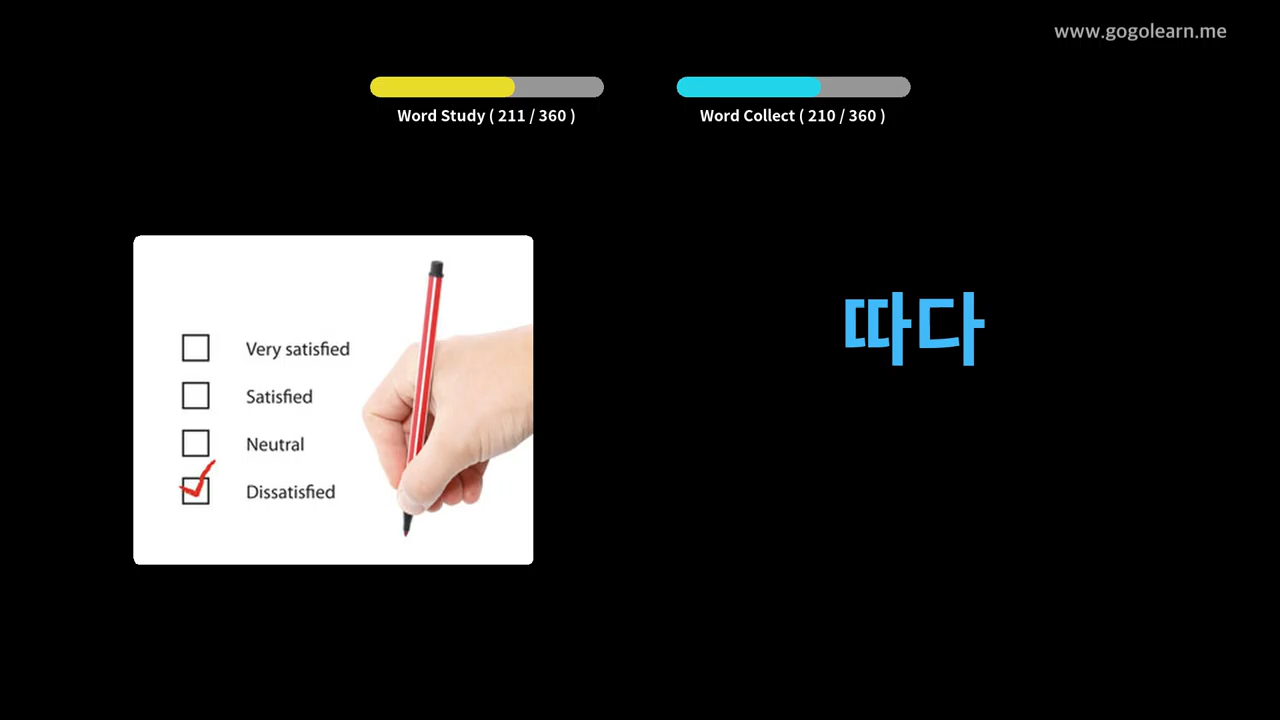 www.gogolearn.me
Word Study ( 211 / 360 )
Word Collect ( 210 / 360 )
Very satisfied
Satisfied
Neutral
Dissatisfied
따다